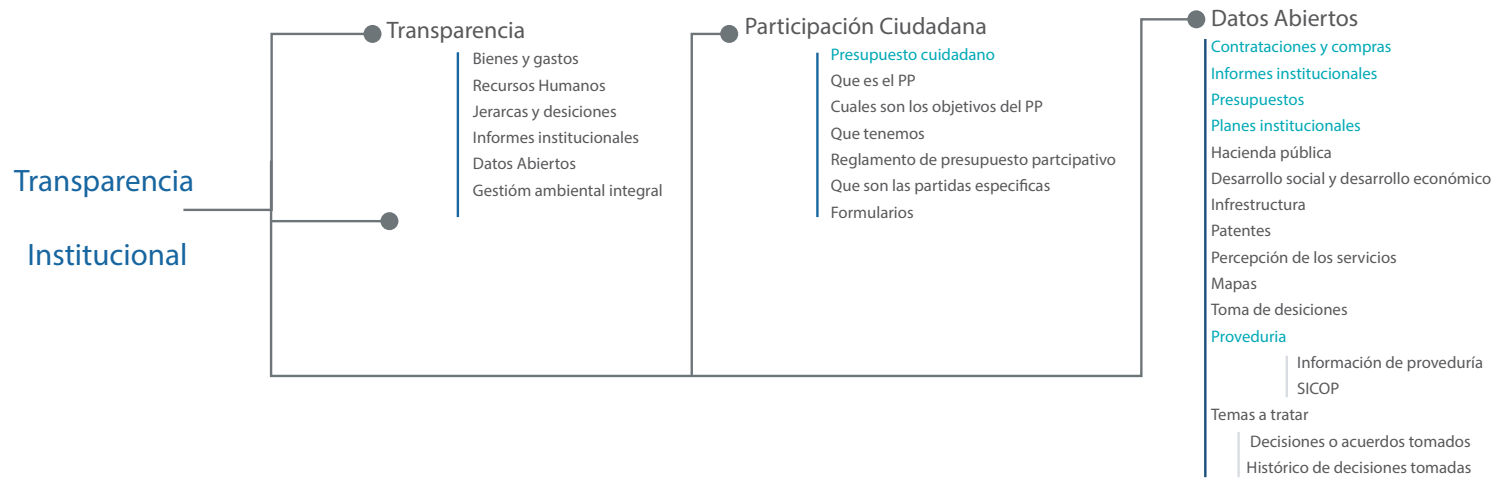 Transparencia
Institucional
Transparencia
Bienes y gastos
Recursos Humanos
Jerarcas y desiciones
Informes institucionales
Datos Abiertos
Gestióm ambiental integral
Participación Ciudadana
Presupuesto cuidadano
Que es el PP
Cuales son los objetivos del PP
Que tenemos
Reglamento de presupuesto partcipativo
Que son las partidas especificas
Formularios
Datos Abiertos
Contrataciones y compras
Informes institucionales
Presupuestos
Planes institucionales
Hacienda pública
Desarrollo social y desarrollo económico
Infrestructura
Patentes
Percepción de los servicios
Mapas
Toma de desiciones
Proveduria
Información de proveduría
SICOP
Temas a tratar
Decisiones o acuerdos tomados
Histórico de decisiones tomadas